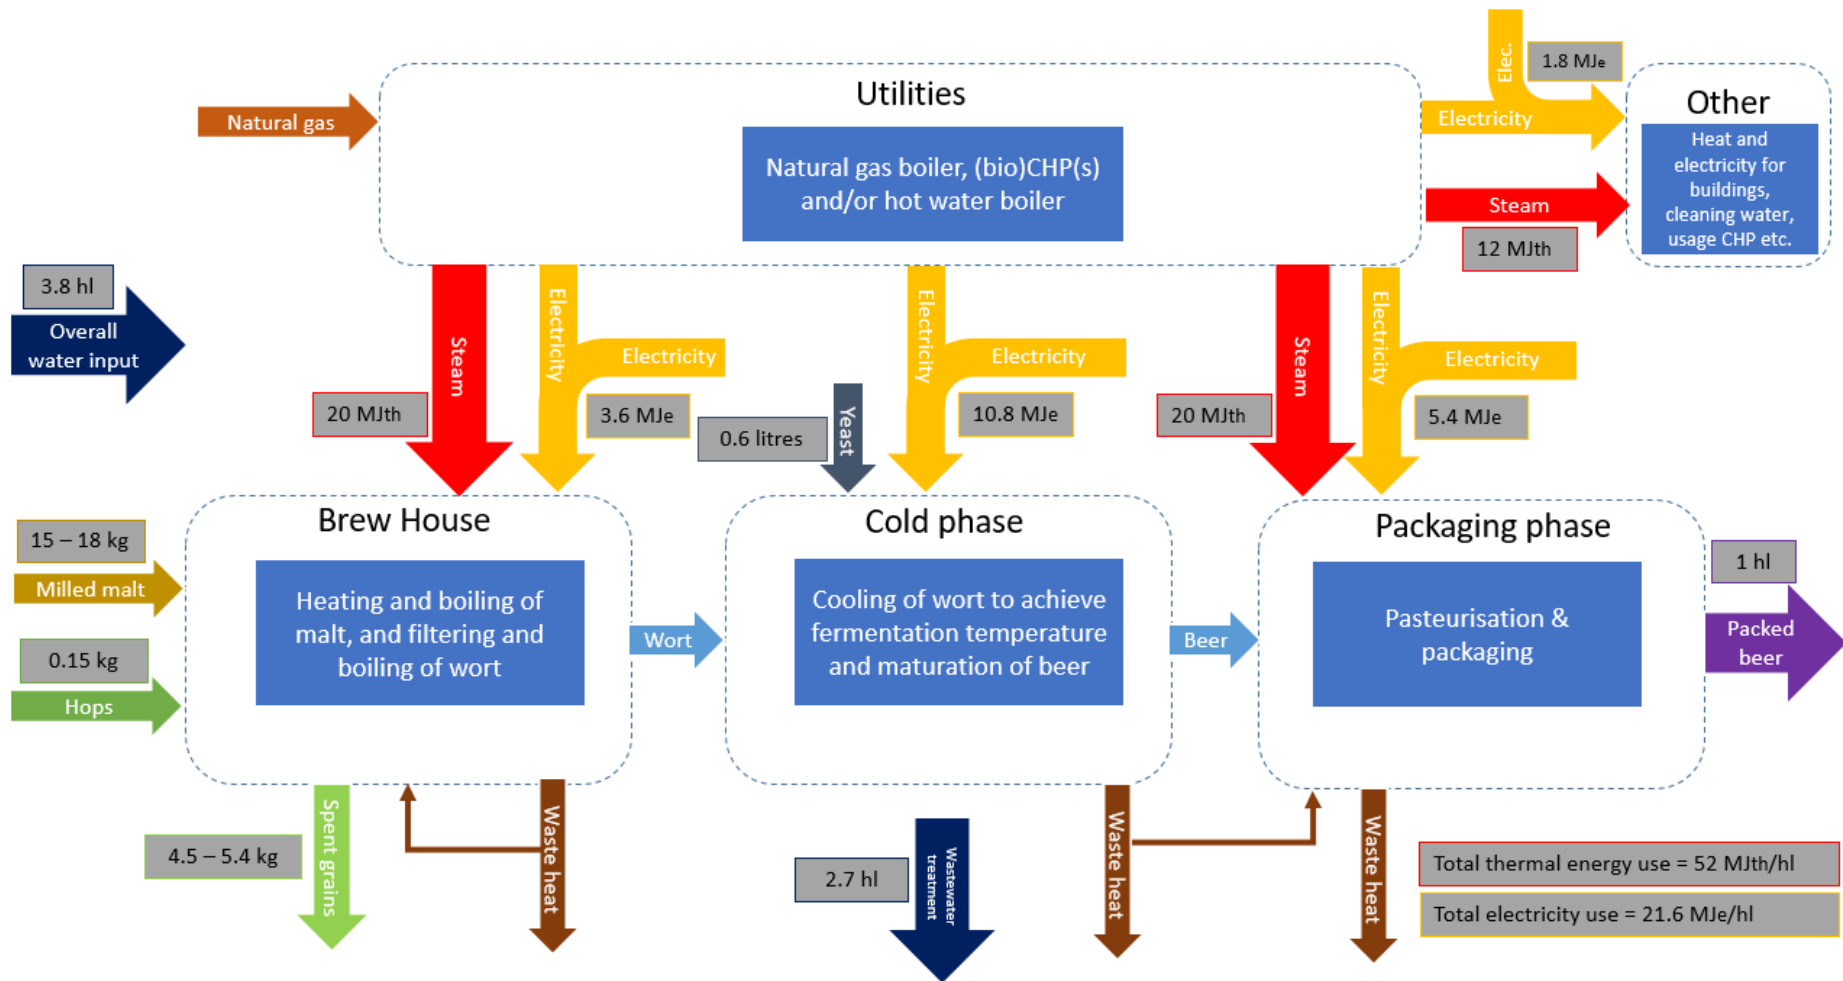 Elec.
1.8 MJe
Utilities
Natural gas
Electricity
Other
Natural gas boiler, (bio)CHP(s)
and/or hot water boiler
Heat and
electricity for
buildings,
cleaning water,
usage CHP etc.
Steam
12 MJth
3.8 hl
Overall
water input
Steam
Electricity
Electricity
20 MJth
3.6 MJe
Electricity
Electricity
10.8 MJe
0.6 litres
Yeast
Steam
20 MJth
Electricity
Electricity
5.4 MJe
Brew House
Cold phase
Packaging phase
15 – 18 kg
Milled malt
0.15 kg
Hops
Heating and boiling of
malt, and filtering and
boiling of wort
Wort
Cooling of wort to achieve
fermentation temperature
and maturation of beer
Beer
Pasteurisation &
packaging
1 hl
Packed
beer
4.5 – 5.4 kg
Spent grains
Waste heat
2.7 hl
Wastewater
treatment
Waste heat
Waste heat
Total thermal energy use = 52 MJth/hl
Total electricity use = 21.6 MJe/hl